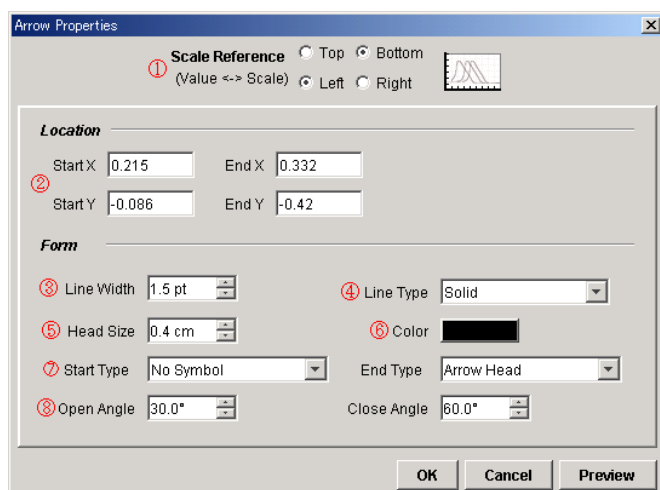 Arrow Properties
① Scale Reference Top Bottom
(Value <-> Scale) Left Right
Location
② Start X 0.215 End X 0.332
Start Y -0.086 End Y -0.42
Form
③ Line Width 1.5 pt ④ Line Type Solid
⑤ Head Size 0.4 cm ⑥ Color
⑦ Start Type No Symbol End Type Arrow Head
⑧ Open Angle 30.0° Close Angle 60.0°
OK Cancel Preview